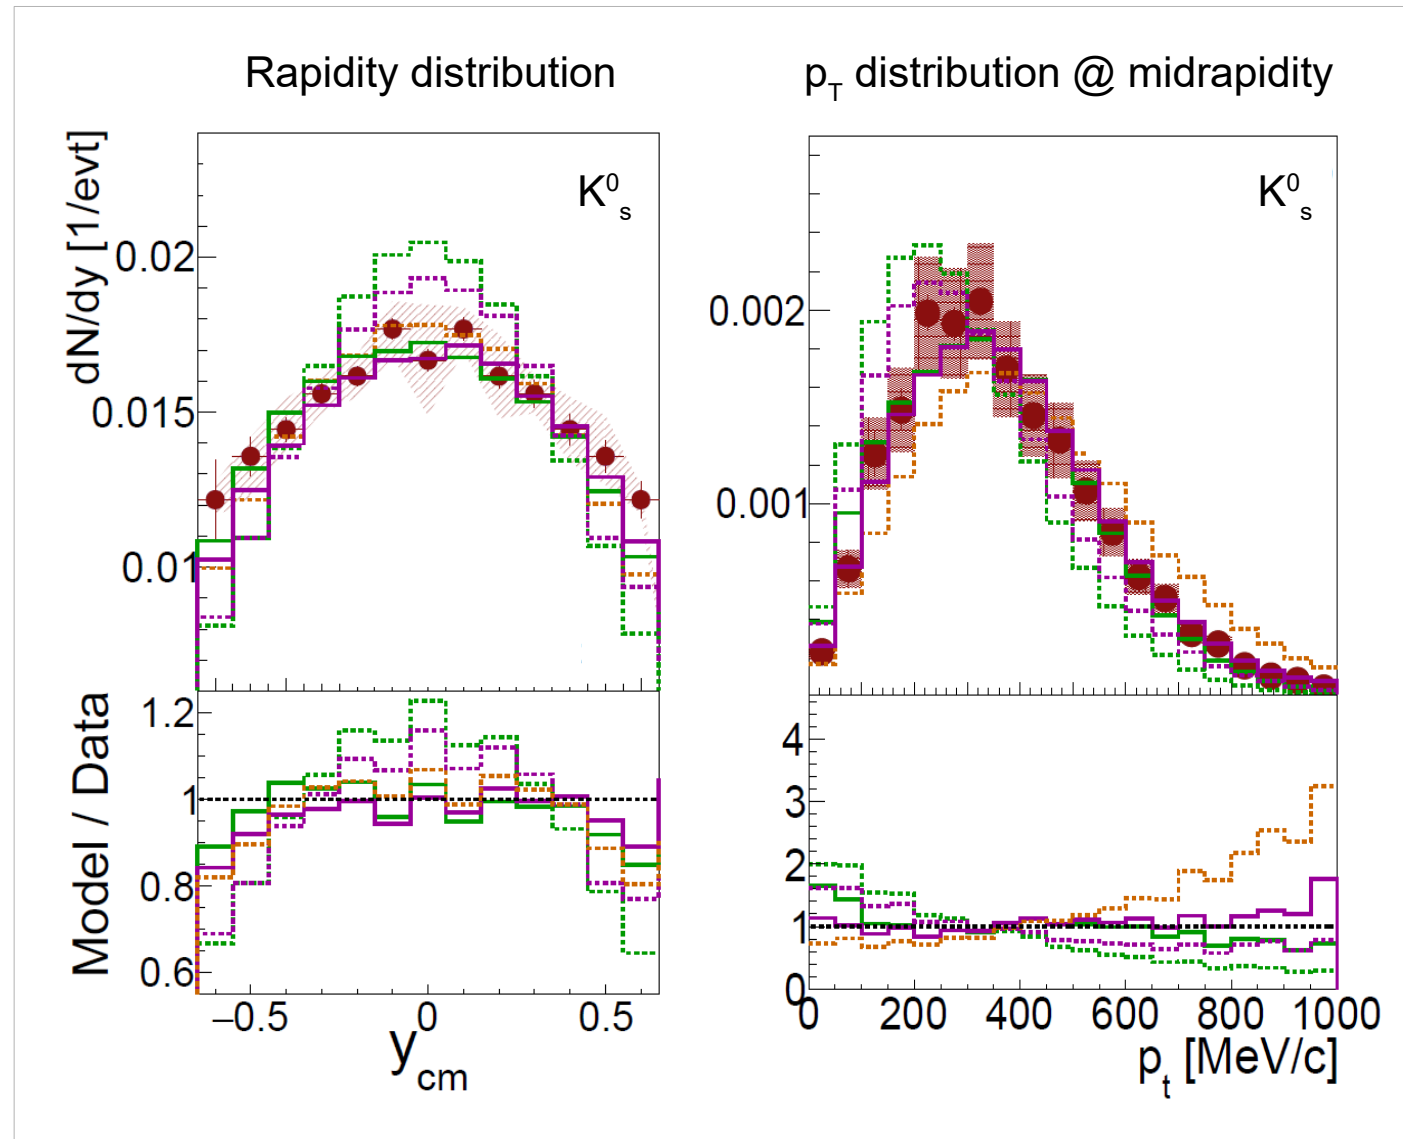 Rapidity distribution
p_T distribution @ midrapidity
dN/dy [1/evt]
K^0_s
0.02
0.015
0.01
K^0_s
0.002
0.001
Model / Data
1.2
1
0.8
0.6
−0.5 0 0.5
y_cm
4
3
2
1
0
0 200 400 600 800 1000
p_t [MeV/c]